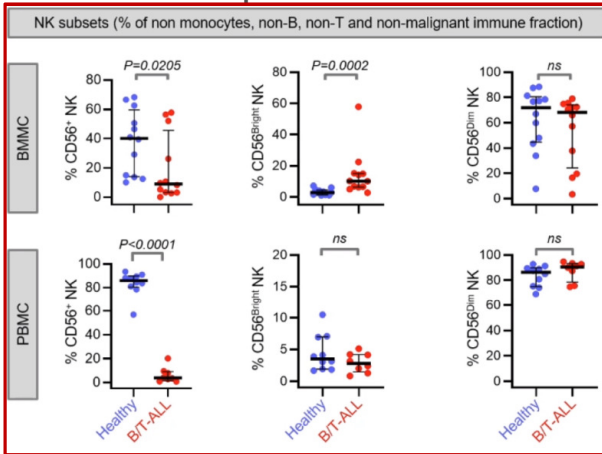 NK subsets (% of non monocytes, non-B, non-T and non-malignant immune fraction)
BMMC
P=0.0205
% CD56⁺ NK
80
60
40
20
0
P=0.0002
% CD56ᴮʳⁱᵍʰᵗ NK
80
60
40
20
0
ns
% CD56ᴰⁱᵐ NK
100
80
60
40
20
0
PBMC
P<0.0001
% CD56⁺ NK
100
80
60
40
20
0
Healthy
B/T-ALL
ns
% CD56ᴮʳⁱᵍʰᵗ NK
20
15
10
5
0
Healthy
B/T-ALL
ns
% CD56ᴰⁱᵐ NK
100
80
60
40
20
0
Healthy
B/T-ALL